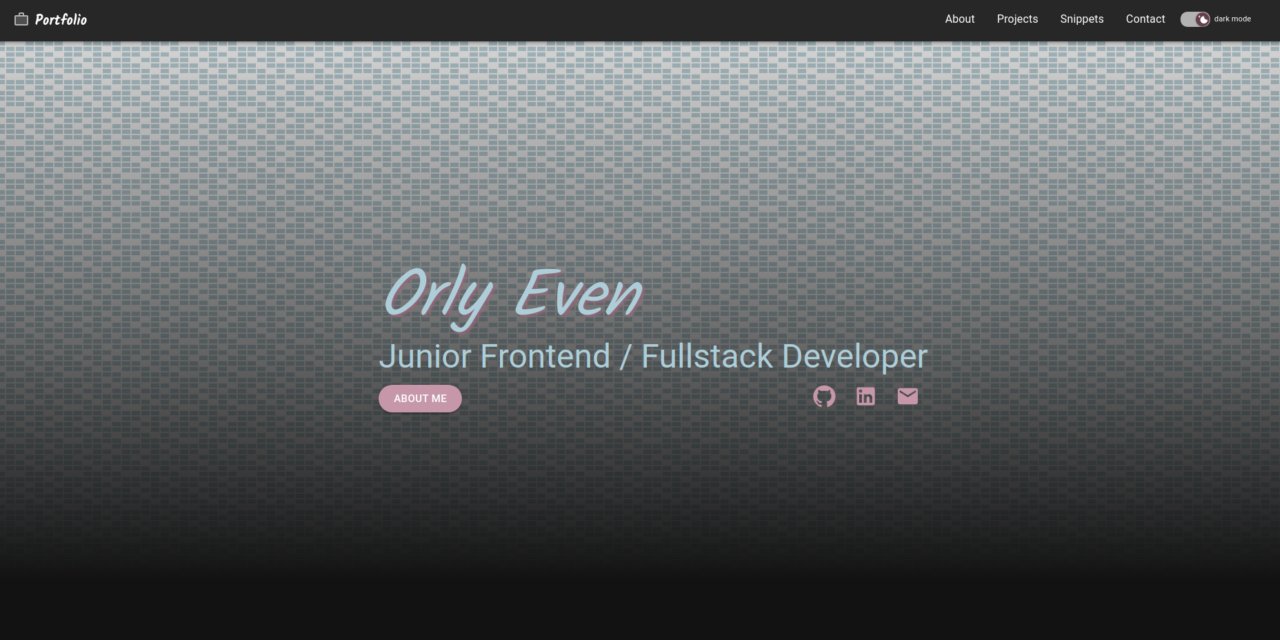 Portfolio
About
Projects
Snippets
Contact
dark mode
Orly Even
Junior Frontend / Fullstack Developer
ABOUT ME